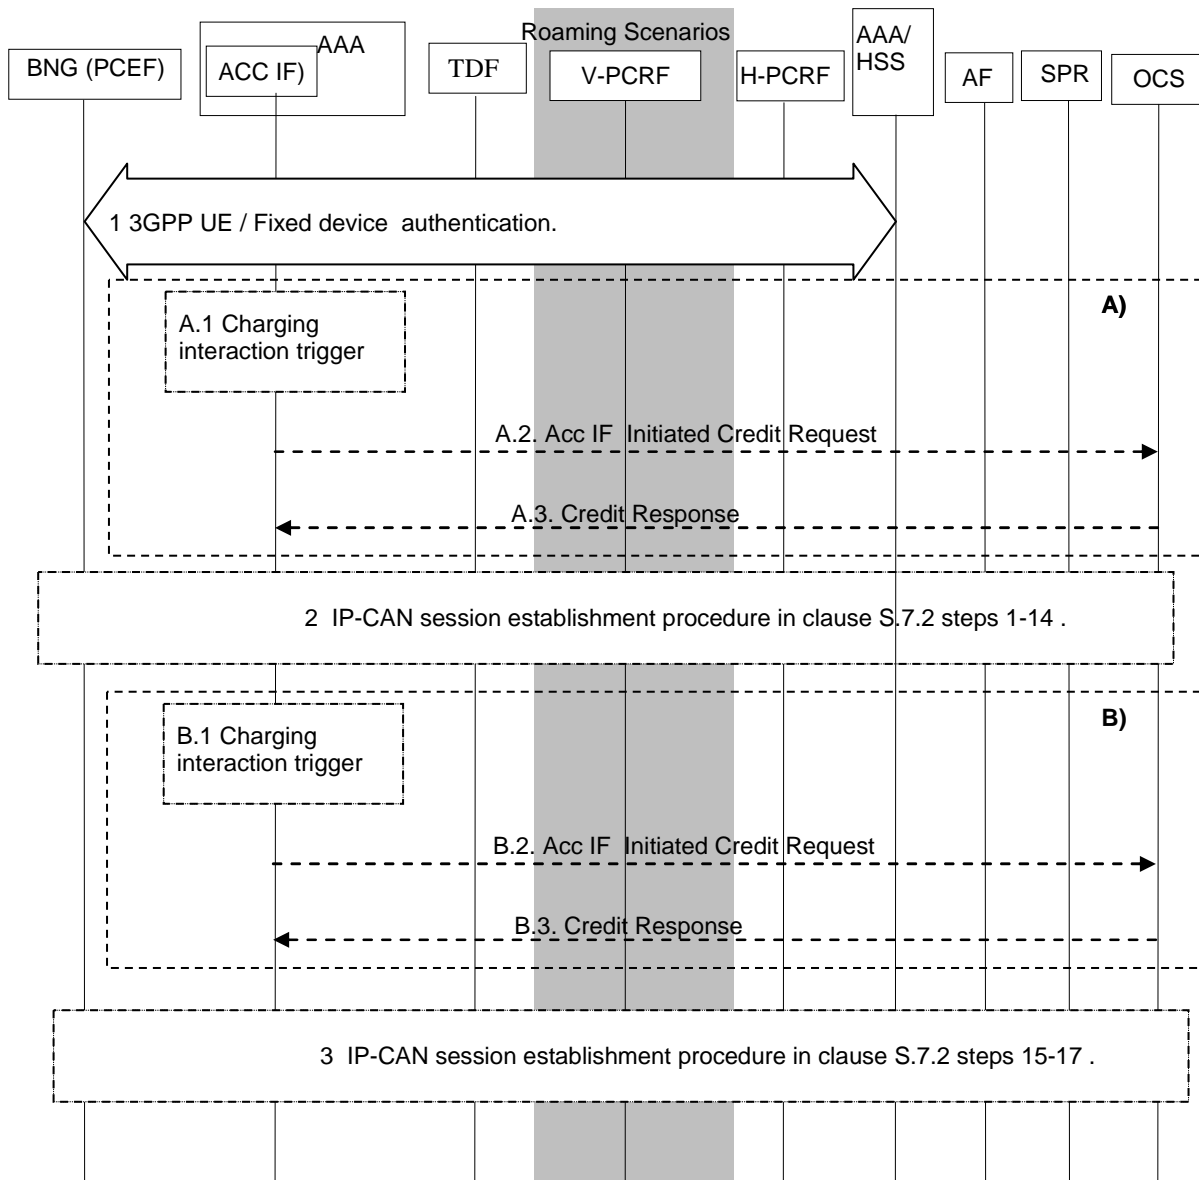 Roaming Scenarios
BNG (PCEF)
AAA
ACC IF)
TDF
V-PCRF
H-PCRF
AAA/
HSS
AF
SPR
OCS
1 3GPP UE / Fixed device authentication.
A)
A.1 Charging
interaction trigger
A.2. Acc IF Initiated Credit Request
A.3. Credit Response
2 IP-CAN session establishment procedure in clause S.7.2 steps 1-14 .
B)
B.1 Charging
interaction trigger
B.2. Acc IF Initiated Credit Request
B.3. Credit Response
3 IP-CAN session establishment procedure in clause S.7.2 steps 15-17 .